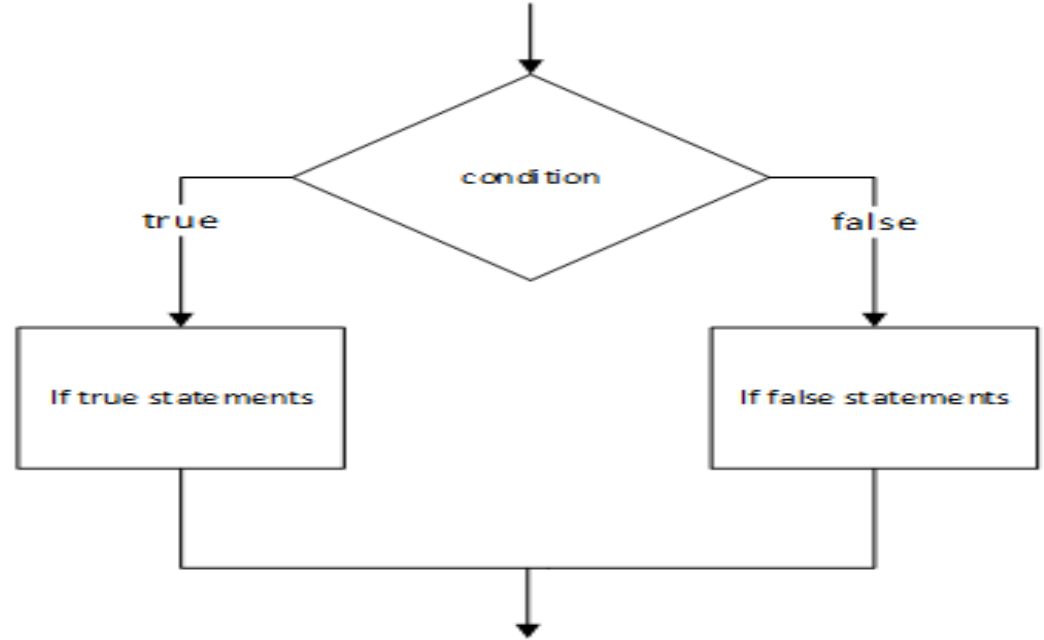 condition
true
false
If true statements
If false statements